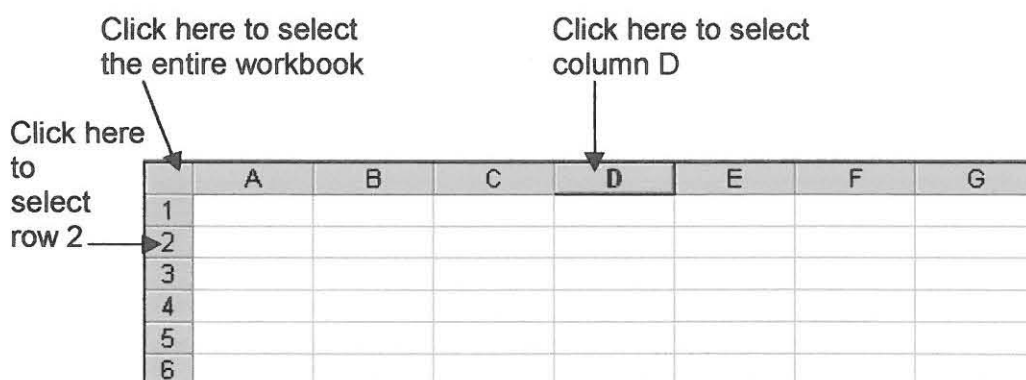 Click here to select
the entire workbook
Click here to select
column D
Click here
to
select
row 2
A B C D E F G
1
2
3
4
5
6